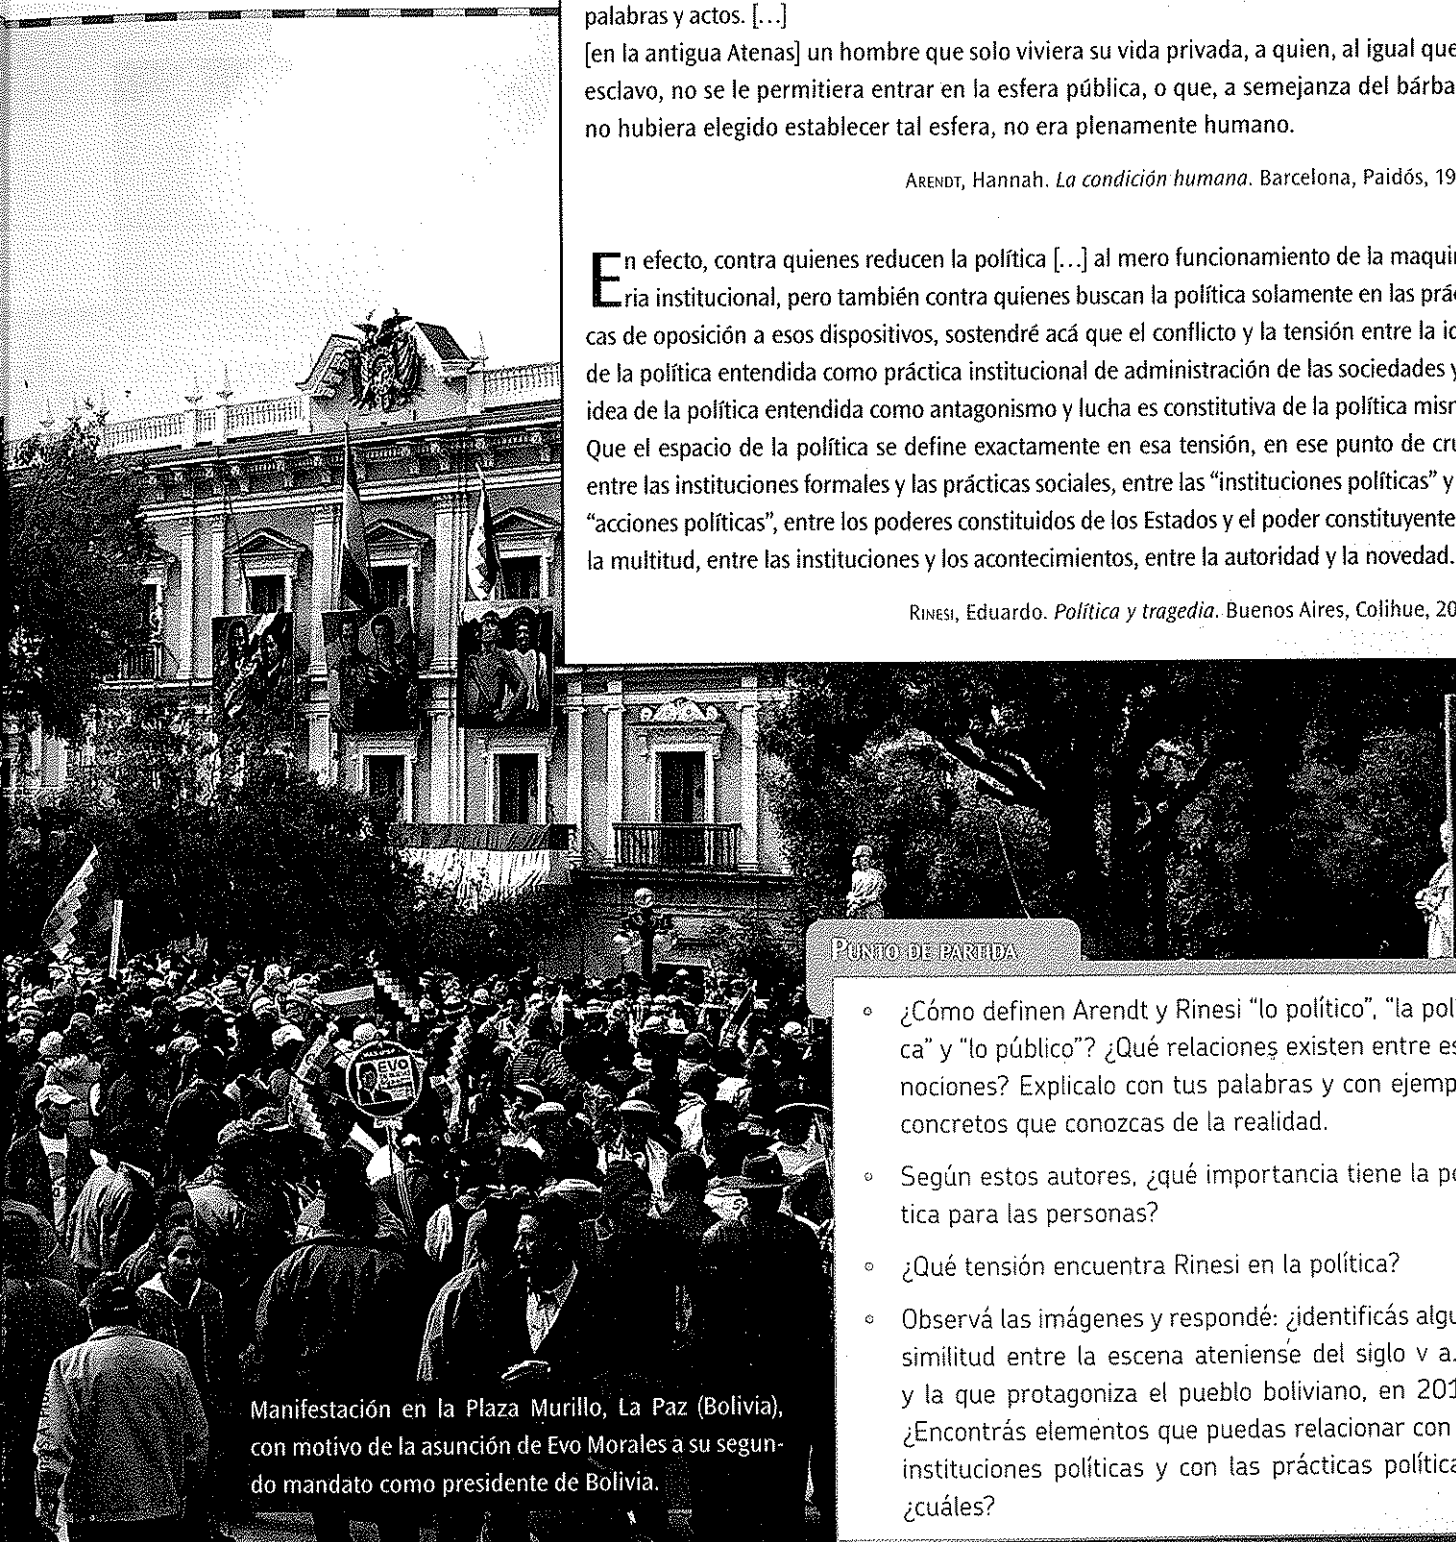 palabras y actos. […]
[en la antigua Atenas] un hombre que solo viviera su vida privada, a quien, al igual que
esclavo, no se le permitiera entrar en la esfera pública, o que, a semejanza del bárba
no hubiera elegido establecer tal esfera, no era plenamente humano.
ARENDT, Hannah. La condición humana. Barcelona, Paidós, 19
En efecto, contra quienes reducen la política […] al mero funcionamiento de la maquin
ria institucional, pero también contra quienes buscan la política solamente en las prác
cas de oposición a esos dispositivos, sostendré acá que el conflicto y la tensión entre la id
de la política entendida como práctica institucional de administración de las sociedades y
idea de la política entendida como antagonismo y lucha es constitutiva de la política mism
Que el espacio de la política se define exactamente en esa tensión, en ese punto de cru
entre las instituciones formales y las prácticas sociales, entre las “instituciones políticas” y
“acciones políticas”, entre los poderes constituidos de los Estados y el poder constituyente
la multitud, entre las instituciones y los acontecimientos, entre la autoridad y la novedad.
RINESI, Eduardo. Política y tragedia. Buenos Aires, Colihue, 20
EVO
PUNTO DE PARTIDA
° ¿Cómo definen Arendt y Rinesi “lo político”, “la polí
ca” y “lo público”? ¿Qué relaciones existen entre es
nociones? Explicalo con tus palabras y con ejemp
concretos que conozcas de la realidad.
° Según estos autores, ¿qué importancia tiene la po
tica para las personas?
° ¿Qué tensión encuentra Rinesi en la política?
° Observá las imágenes y respondé: ¿identificás algu
similitud entre la escena ateniense del siglo V a.
y la que protagoniza el pueblo boliviano, en 201
¿Encontrás elementos que puedas relacionar con
instituciones políticas y con las prácticas política
¿cuáles?
Manifestación en la Plaza Murillo, La Paz (Bolivia),
con motivo de la asunción de Evo Morales a su segun-
do mandato como presidente de Bolivia.